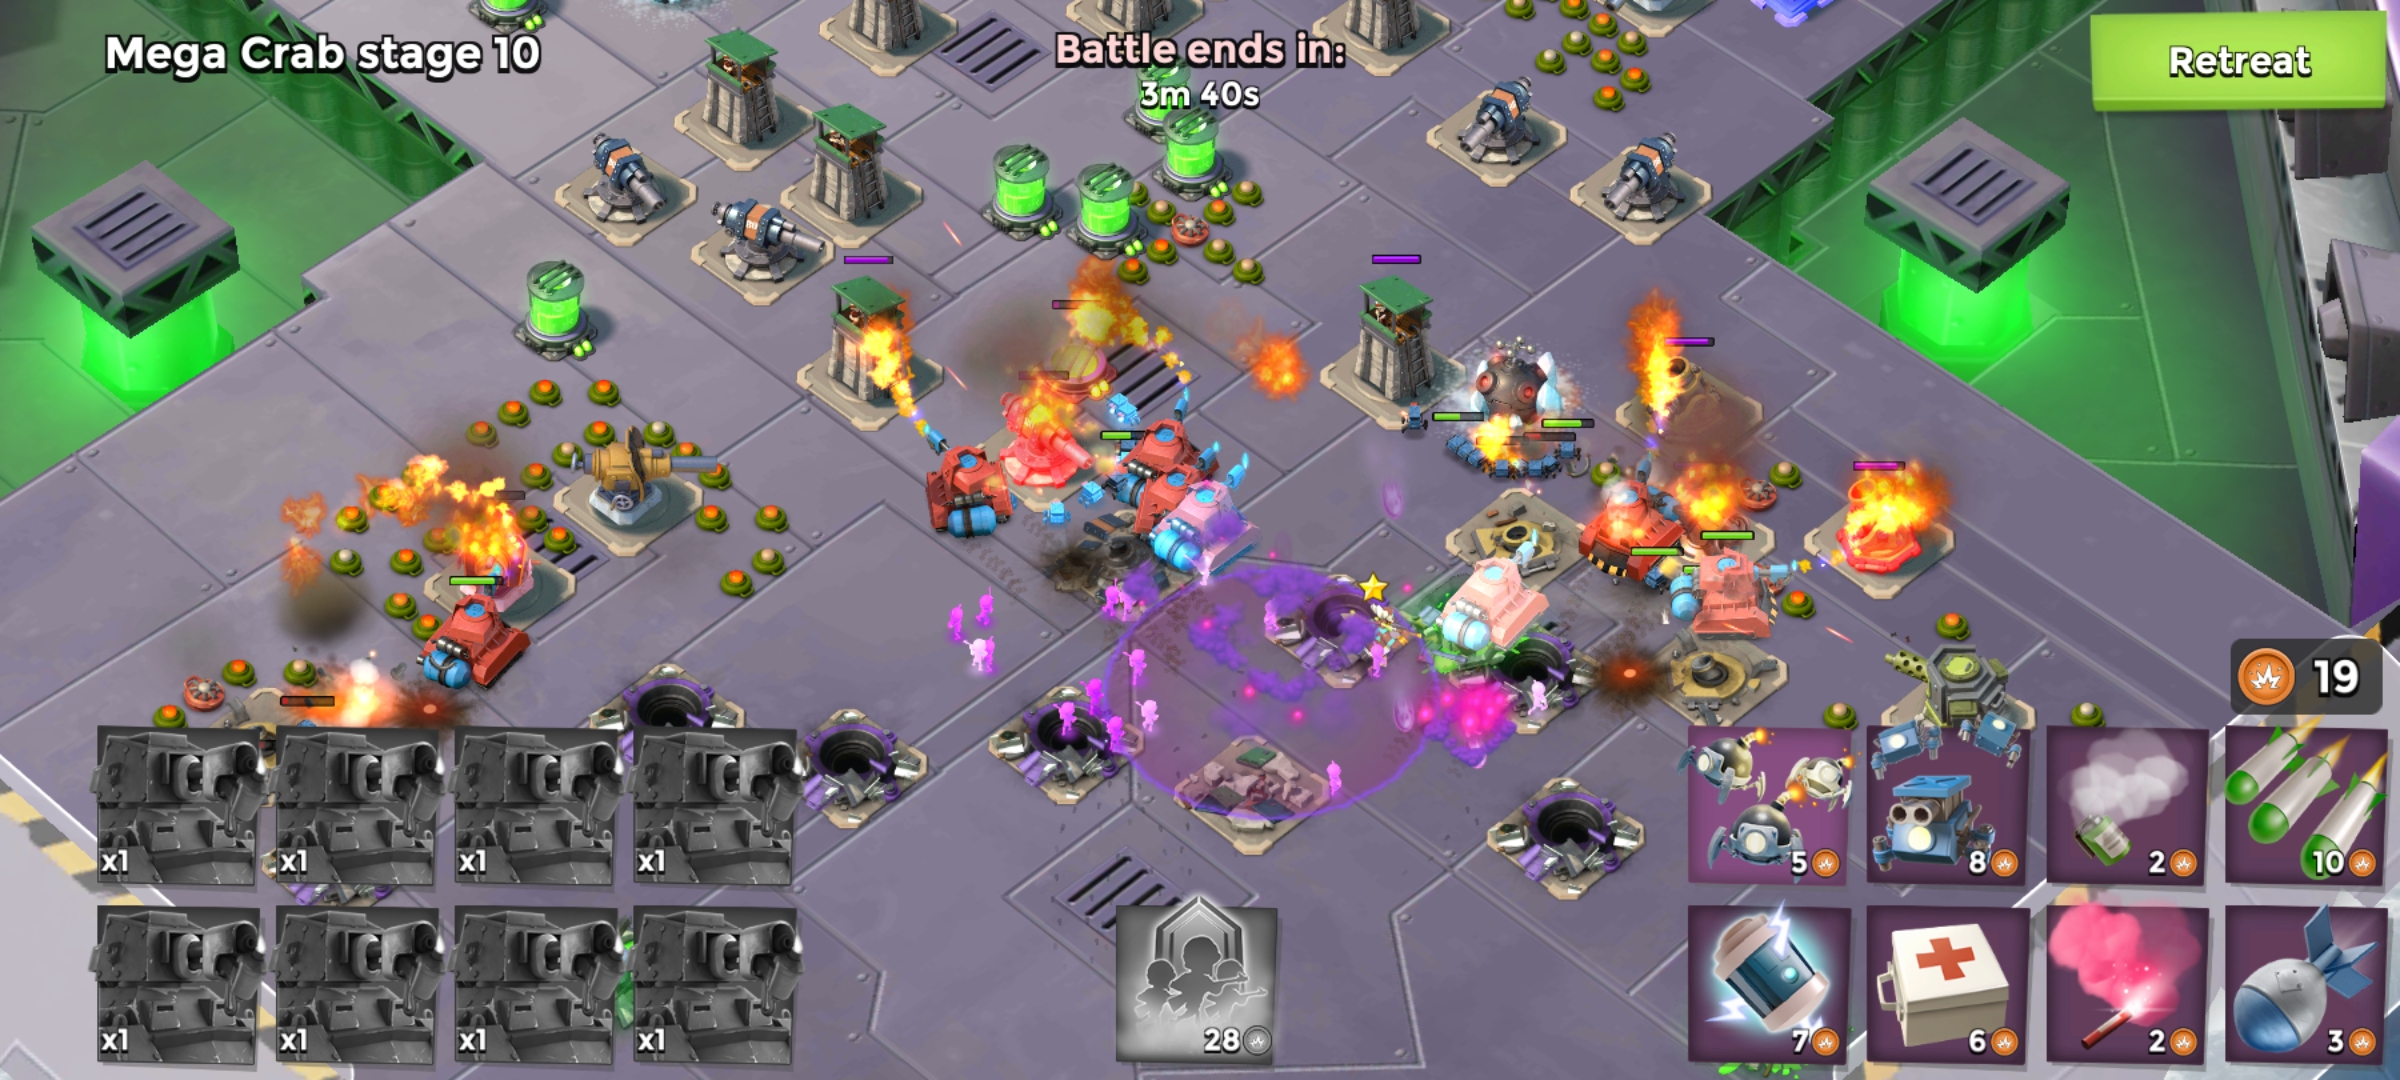 Mega Crab stage 10
Battle ends in:
3m 40s
Retreat
19
x1
x1
x1
x1
5
8
2
10
x1
x1
x1
x1
28
7
6
2
3